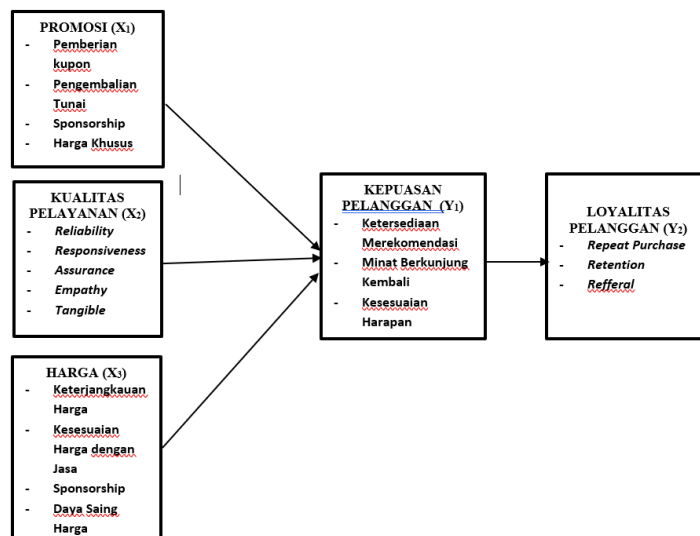 PROMOSI (X₁)
- Pemberian
kupon
- Pengembalian
Tunai
- Sponsorship
- Harga Khusus
KUALITAS
PELAYANAN (X₂)
- Reliability
- Responsiveness
- Assurance
- Empathy
- Tangible
HARGA (X₃)
- Keterjangkauan
Harga
- Kesesuaian
Harga dengan
Jasa
- Sponsorship
- Daya Saing
Harga
KEPUASAN
PELANGGAN (Y₁)
- Ketersediaan
Merekomendasi
- Minat Berkunjung
Kembali
- Kesesuaian
Harapan
LOYALITAS
PELANGGAN (Y₂)
- Repeat Purchase
- Retention
- Refferal